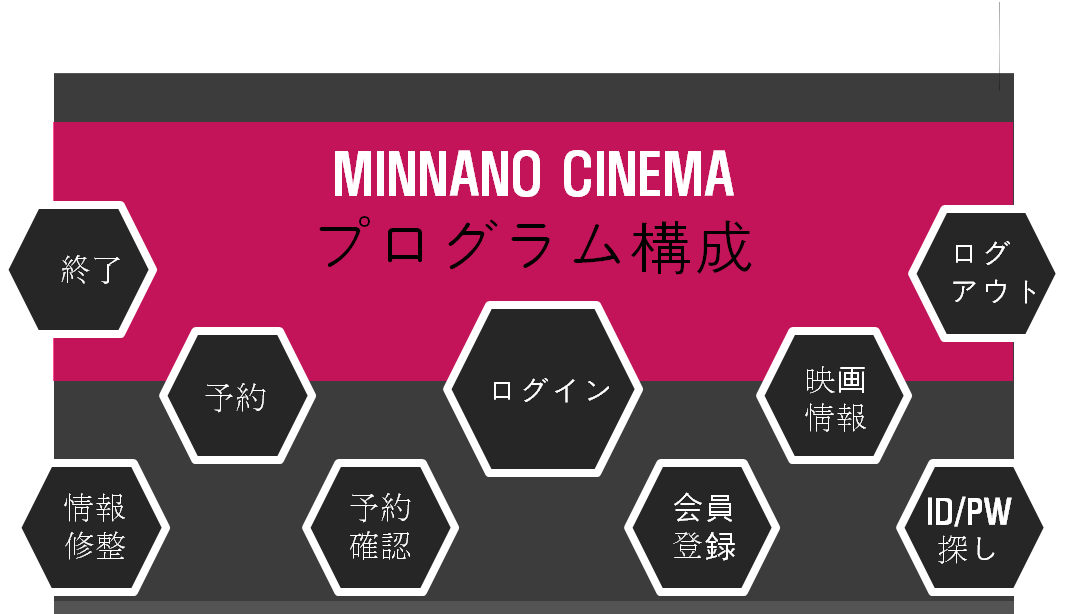 MINNANO CINEMA
プログラム構成
終了
ログ
アウト
予約
ログイン
映画
情報
情報
修整
予約
確認
会員
登録
ID/PW
探し